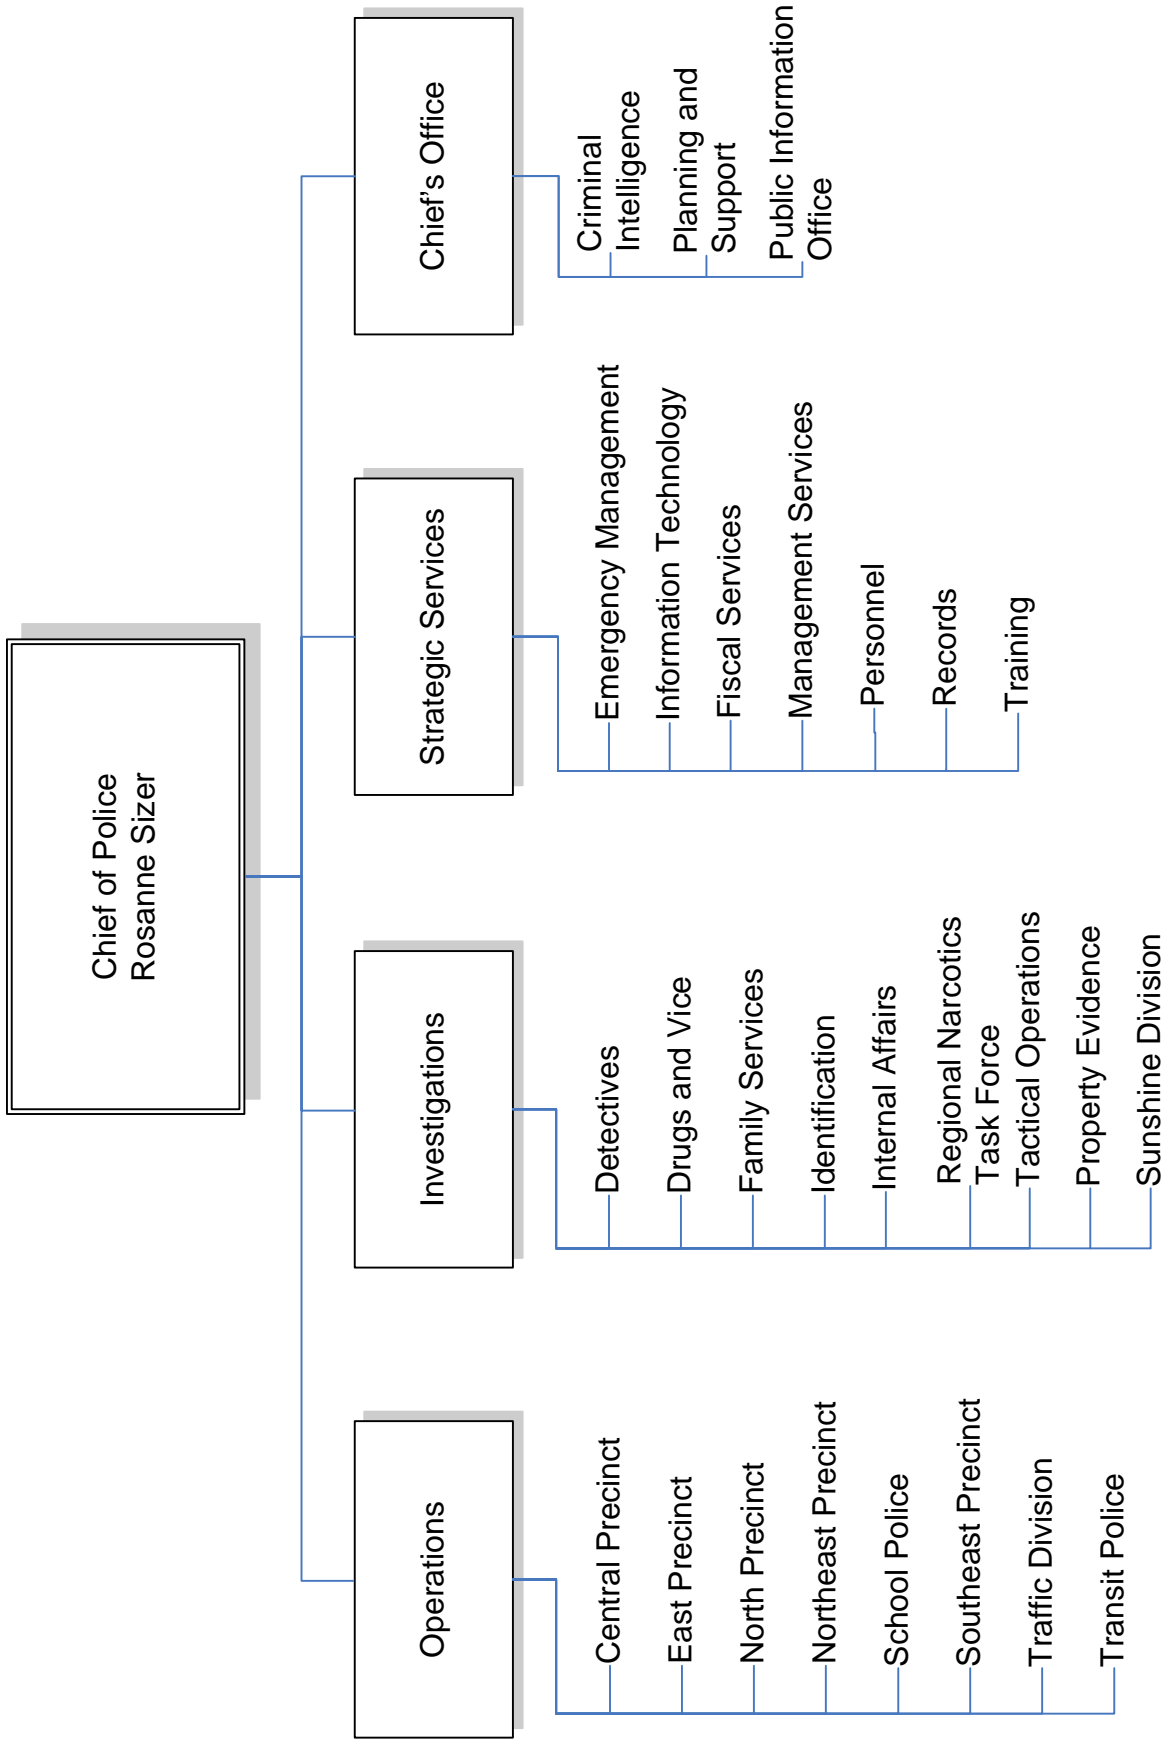 Chief of Police
Rosanne Sizer
Operations
Central Precinct
East Precinct
North Precinct
Northeast Precinct
School Police
Southeast Precinct
Traffic Division
Transit Police
Investigations
Detectives
Drugs and Vice
Family Services
Identification
Internal Affairs
Regional Narcotics
Task Force
Tactical Operations
Property Evidence
Sunshine Division
Strategic Services
Emergency Management
Information Technology
Fiscal Services
Management Services
Personnel
Records
Training
Chief's Office
Criminal
Intelligence
Planning and
Support
Public Information
Office